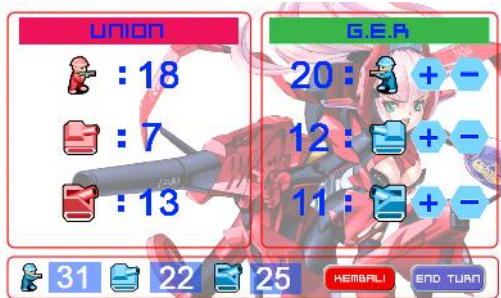 UNION G.E.R
: 18 20 : + −
: 7 12 : + −
: 13 11 : + −
31 22 25 KEMBALI END TURN